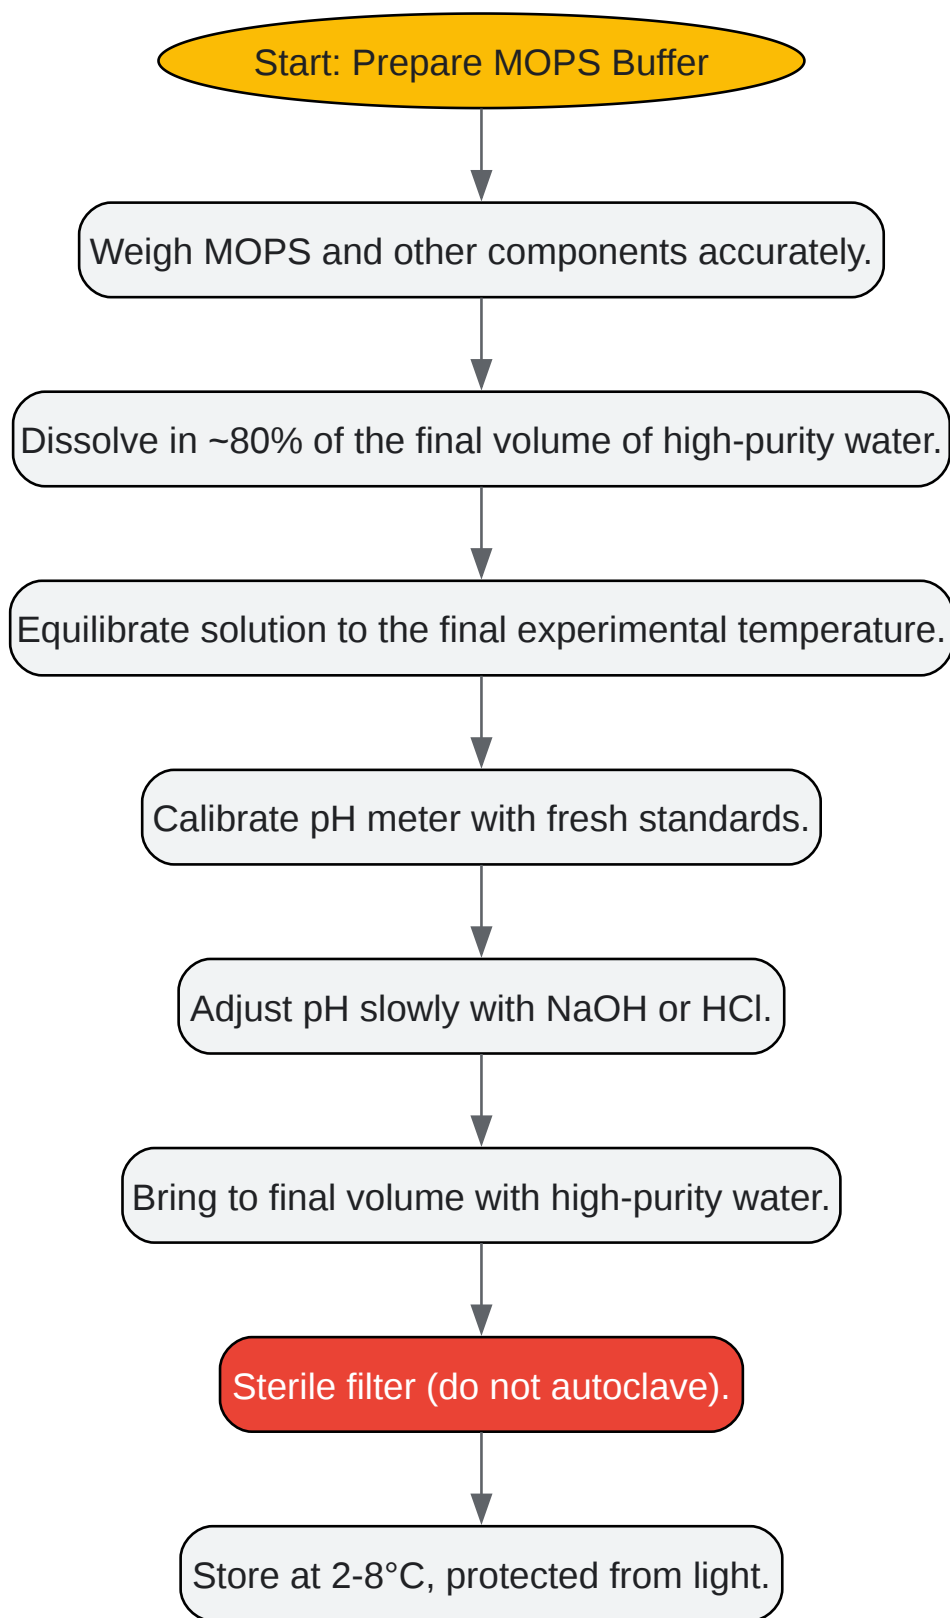 Start: Prepare MOPS Buffer
Weigh MOPS and other components accurately.
Dissolve in ~80% of the final volume of high-purity water.
Equilibrate solution to the final experimental temperature.
Calibrate pH meter with fresh standards.
Adjust pH slowly with NaOH or HCl.
Bring to final volume with high-purity water.
Sterile filter (do not autoclave).
Store at 2-8°C, protected from light.